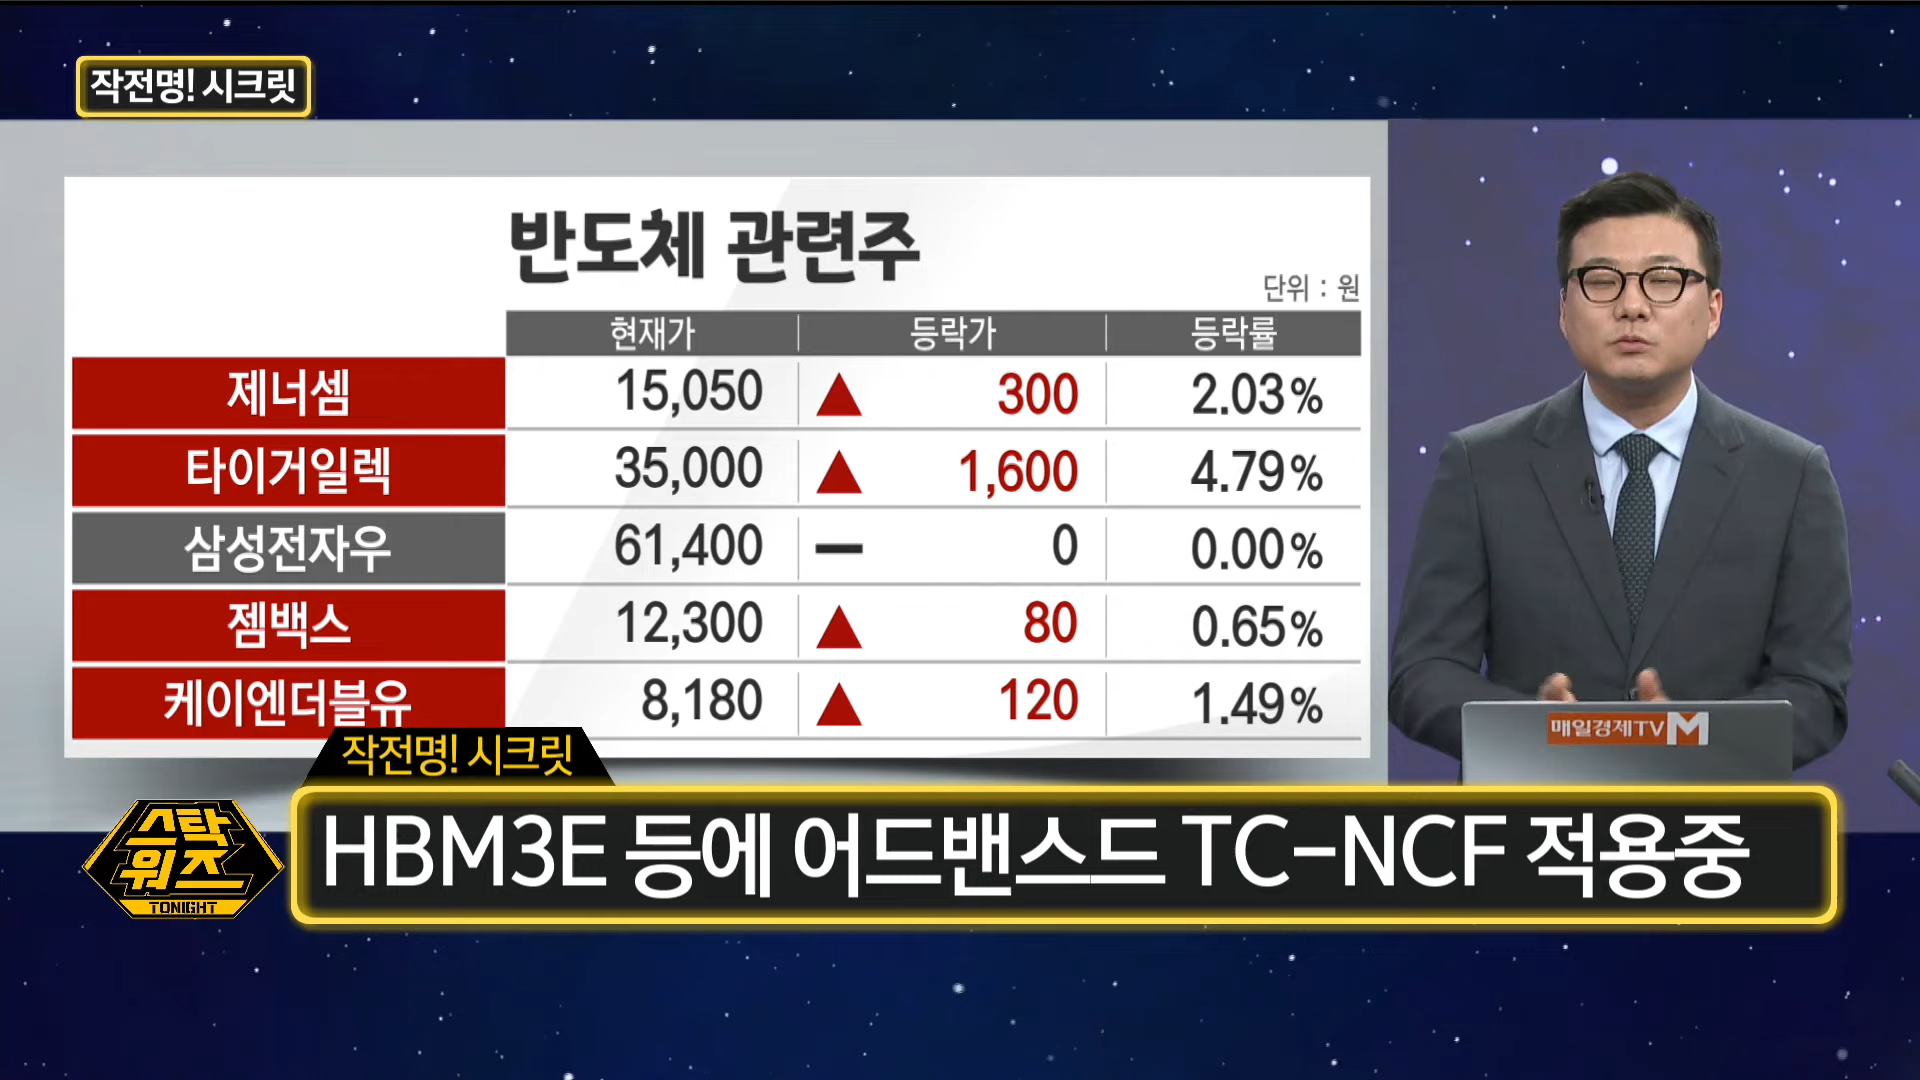 작전명! 시크릿
반도체 관련주
단위 : 원
현재가 등락가 등락률
제너셈 15,050 ▲ 300 2.03%
타이거일렉 35,000 ▲ 1,600 4.79%
삼성전자우 61,400 — 0 0.00%
젬백스 12,300 ▲ 80 0.65%
케이엔더블유 8,180 ▲ 120 1.49%
매일경제TV M
작전명! 시크릿
스탁
워즈
TONIGHT
HBM3E 등에 어드밴스드 TC-NCF 적용중